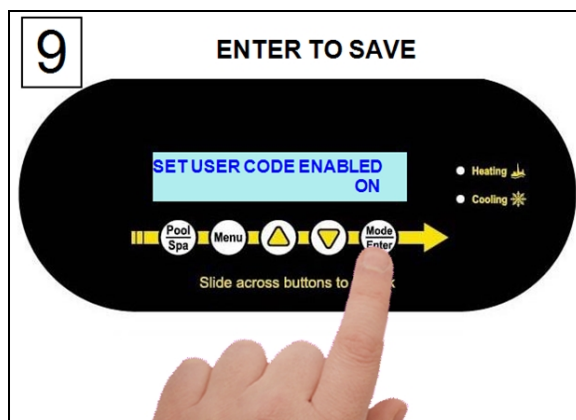 9
ENTER TO SAVE
SET USER CODE ENABLED
ON
Heating
Cooling
Pool
Spa
Menu
Mode
Enter
Slide across buttons to